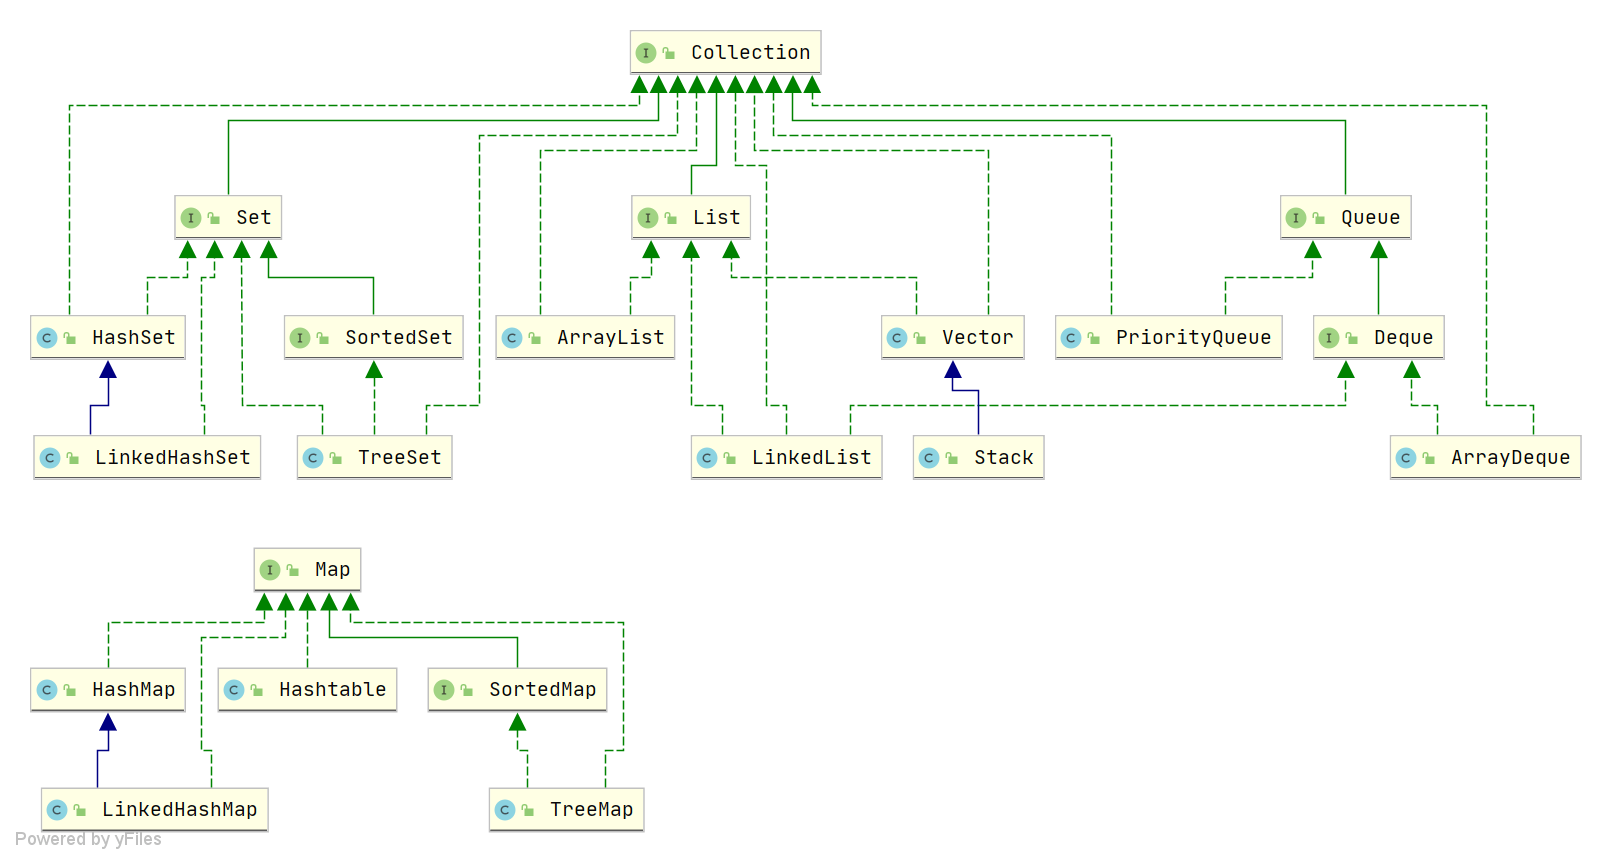 I Collection
I Set
I List
I Queue
C HashSet
I SortedSet
C ArrayList
C Vector
C PriorityQueue
I Deque
C LinkedHashSet
C TreeSet
C LinkedList
C Stack
C ArrayDeque
I Map
C HashMap
C Hashtable
I SortedMap
C LinkedHashMap
C TreeMap
Powered by yFiles